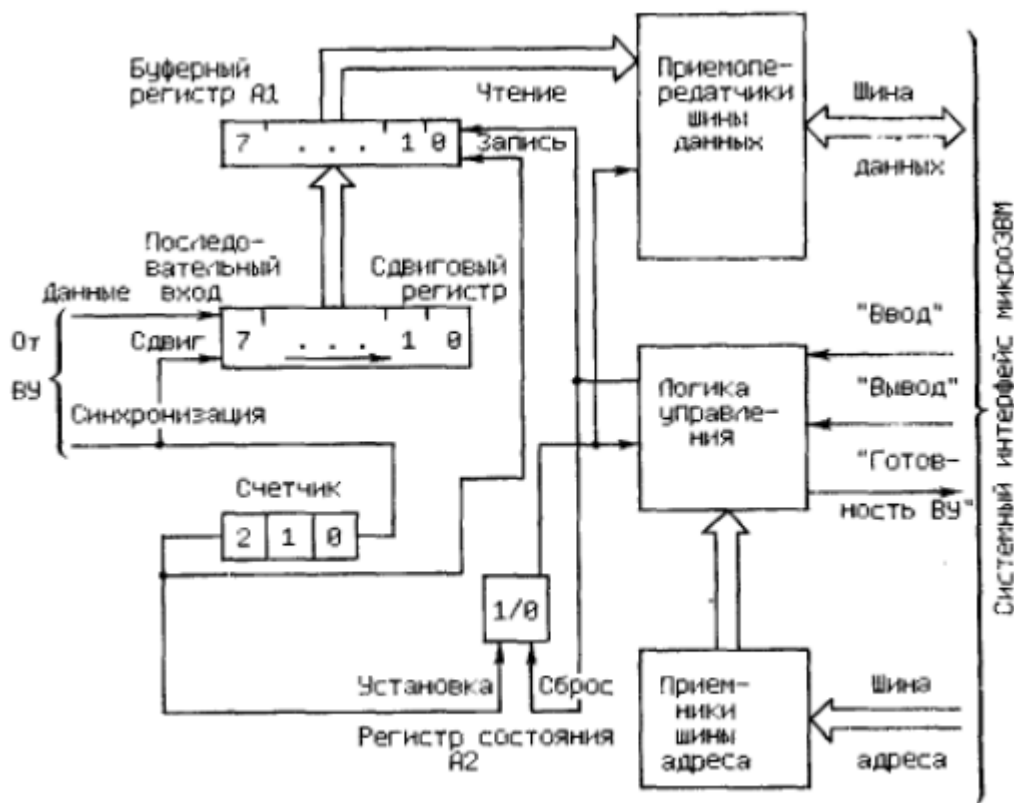 Буферный
регистр А1
Чтение
7 ... 1 0
Запись
Приемопе-
редатчики
шины
данных
Шина
данных
Последо-
вательный
вход
Сдвиговый
регистр
Данные
От
ВУ
Сдвиг
7 ... 1 0
Синхронизация
Счетчик
2 1 0
1/0
Установка
Сброс
Регистр состояния
А2
Логика
управле-
ния
"Ввод"
"Вывод"
"Готов-
ность ВУ"
Прием-
ники
шины
адреса
Шина
адреса
Системный интерфейс микроЭВМ